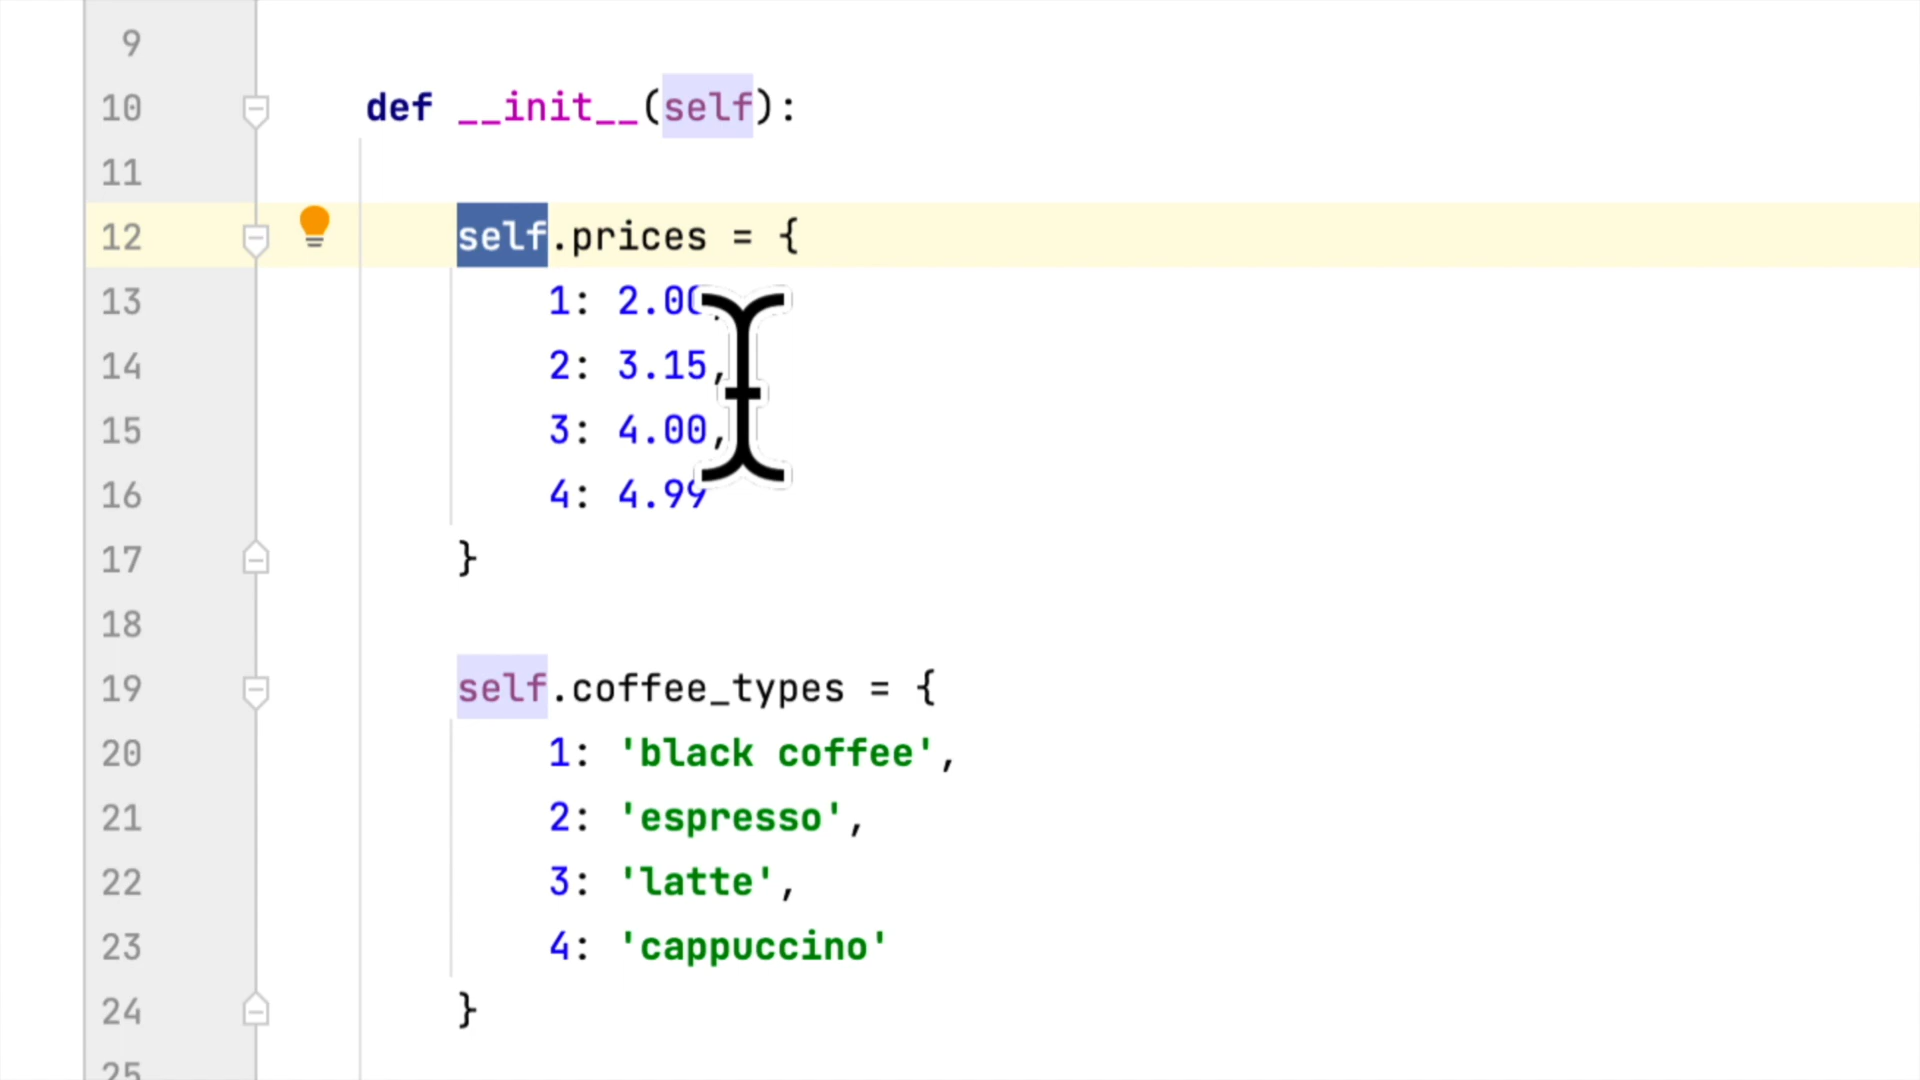 9
10 def __init__(self):
11
12 self.prices = {
13 1: 2.00,
14 2: 3.15,
15 3: 4.00,
16 4: 4.99
17 }
18
19 self.coffee_types = {
20 1: 'black coffee',
21 2: 'espresso',
22 3: 'latte',
23 4: 'cappuccino'
24 }
25